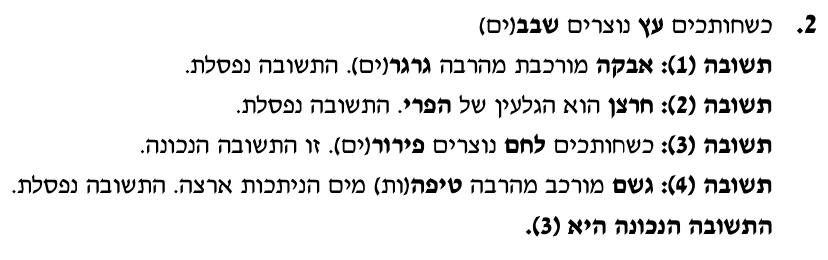 2. כשחותכים עץ נוצרים שבב(ים)
תשובה (1): אבקה מורכבת מהרבה גרגר(ים). התשובה נפסלת.
תשובה (2): חרצן הוא הגלעין של הפרי. התשובה נפסלת.
תשובה (3): כשחותכים לחם נוצרים פירור(ים). זו התשובה הנכונה.
תשובה (4): גשם מורכב מהרבה טיפה(ות) מים הניתכות ארצה. התשובה נפסלת.
התשובה הנכונה היא (3).